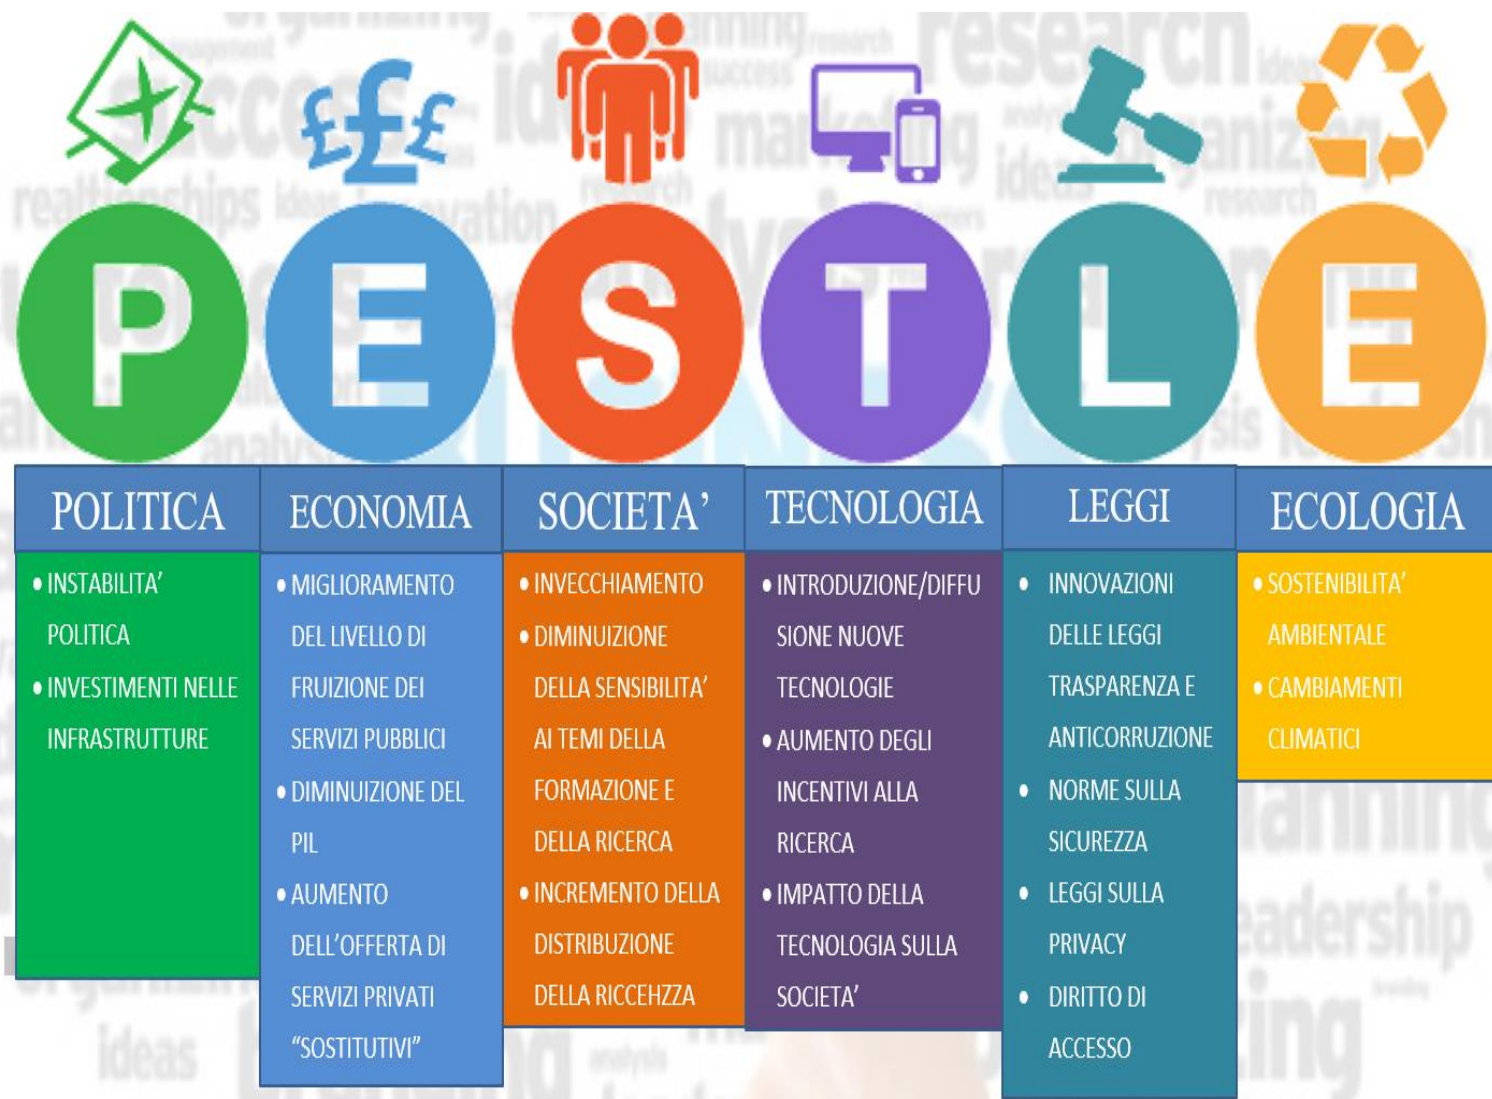 P E S T L E
POLITICA
INSTABILITA'
POLITICA
INVESTIMENTI NELLE
INFRASTRUTTURE
ECONOMIA
MIGLIORAMENTO
DEL LIVELLO DI
FRUIZIONE DEI
SERVIZI PUBBLICI
DIMINUIZIONE DEL
PIL
AUMENTO
DELL'OFFERTA DI
SERVIZI PRIVATI
"SOSTITUTIVI"
SOCIETA'
INVECCHIAMENTO
DIMINUIZIONE
DELLA SENSIBILITA'
AI TEMI DELLA
FORMAZIONE E
DELLA RICERCA
INCREMENTO DELLA
DISTRIBUZIONE
DELLA RICCEHZZA
TECNOLOGIA
INTRODUZIONE/DIFFU
SIONE NUOVE
TECNOLOGIE
AUMENTO DEGLI
INCENTIVI ALLA
RICERCA
IMPATTO DELLA
TECNOLOGIA SULLA
SOCIETA'
LEGGI
INNOVAZIONI
DELLE LEGGI
TRASPARENZA E
ANTICORRUZIONE
NORME SULLA
SICUREZZA
LEGGI SULLA
PRIVACY
DIRITTO DI
ACCESSO
ECOLOGIA
SOSTENIBILITA'
AMBIENTALE
CAMBIAMENTI
CLIMATICI